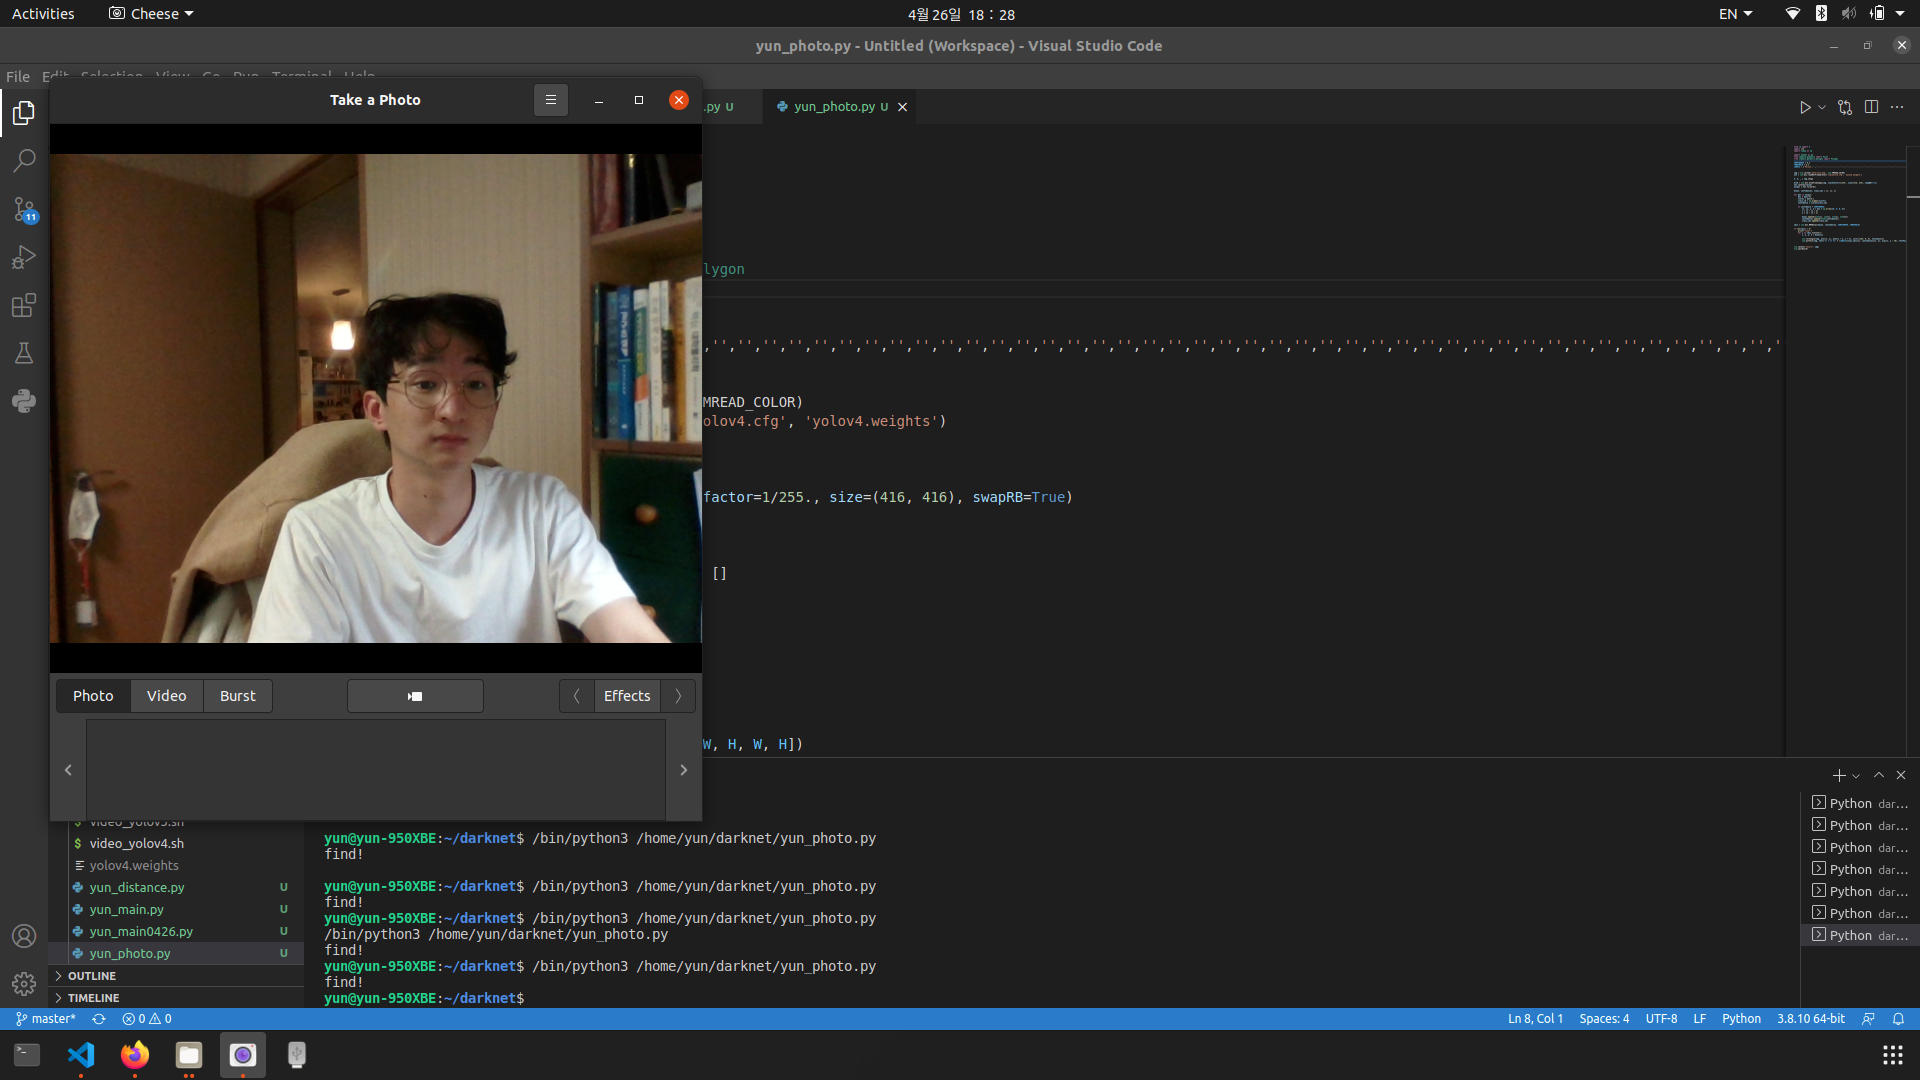 Activities
Cheese
4월 26일 18 : 28
EN
yun_photo.py - Untitled (Workspace) - Visual Studio Code
File Edit Selection View Go Run Terminal Help
Take a Photo
.py U
yun_photo.py U
11
lygon
,'','','','','','','','','','','','','','','','','','','','','','','','','','','','','','','','','','','','','','','','','','','
MREAD_COLOR)
olov4.cfg', 'yolov4.weights')
factor=1/255., size=(416, 416), swapRB=True)
[]
W, H, W, H])
Photo Video Burst
Effects
video_yolov3.sh
$ video_yolov4.sh
yolov4.weights
yun_distance.py U
yun_main.py U
yun_main0426.py U
yun_photo.py U
OUTLINE
TIMELINE
yun@yun-950XBE:~/darknet$ /bin/python3 /home/yun/darknet/yun_photo.py
find!
yun@yun-950XBE:~/darknet$ /bin/python3 /home/yun/darknet/yun_photo.py
find!
yun@yun-950XBE:~/darknet$ /bin/python3 /home/yun/darknet/yun_photo.py
/bin/python3 /home/yun/darknet/yun_photo.py
find!
yun@yun-950XBE:~/darknet$ /bin/python3 /home/yun/darknet/yun_photo.py
find!
yun@yun-950XBE:~/darknet$
Python dar...
Python dar...
Python dar...
Python dar...
Python dar...
Python dar...
Python dar...
master* 0 0
Ln 8, Col 1 Spaces: 4 UTF-8 LF Python 3.8.10 64-bit